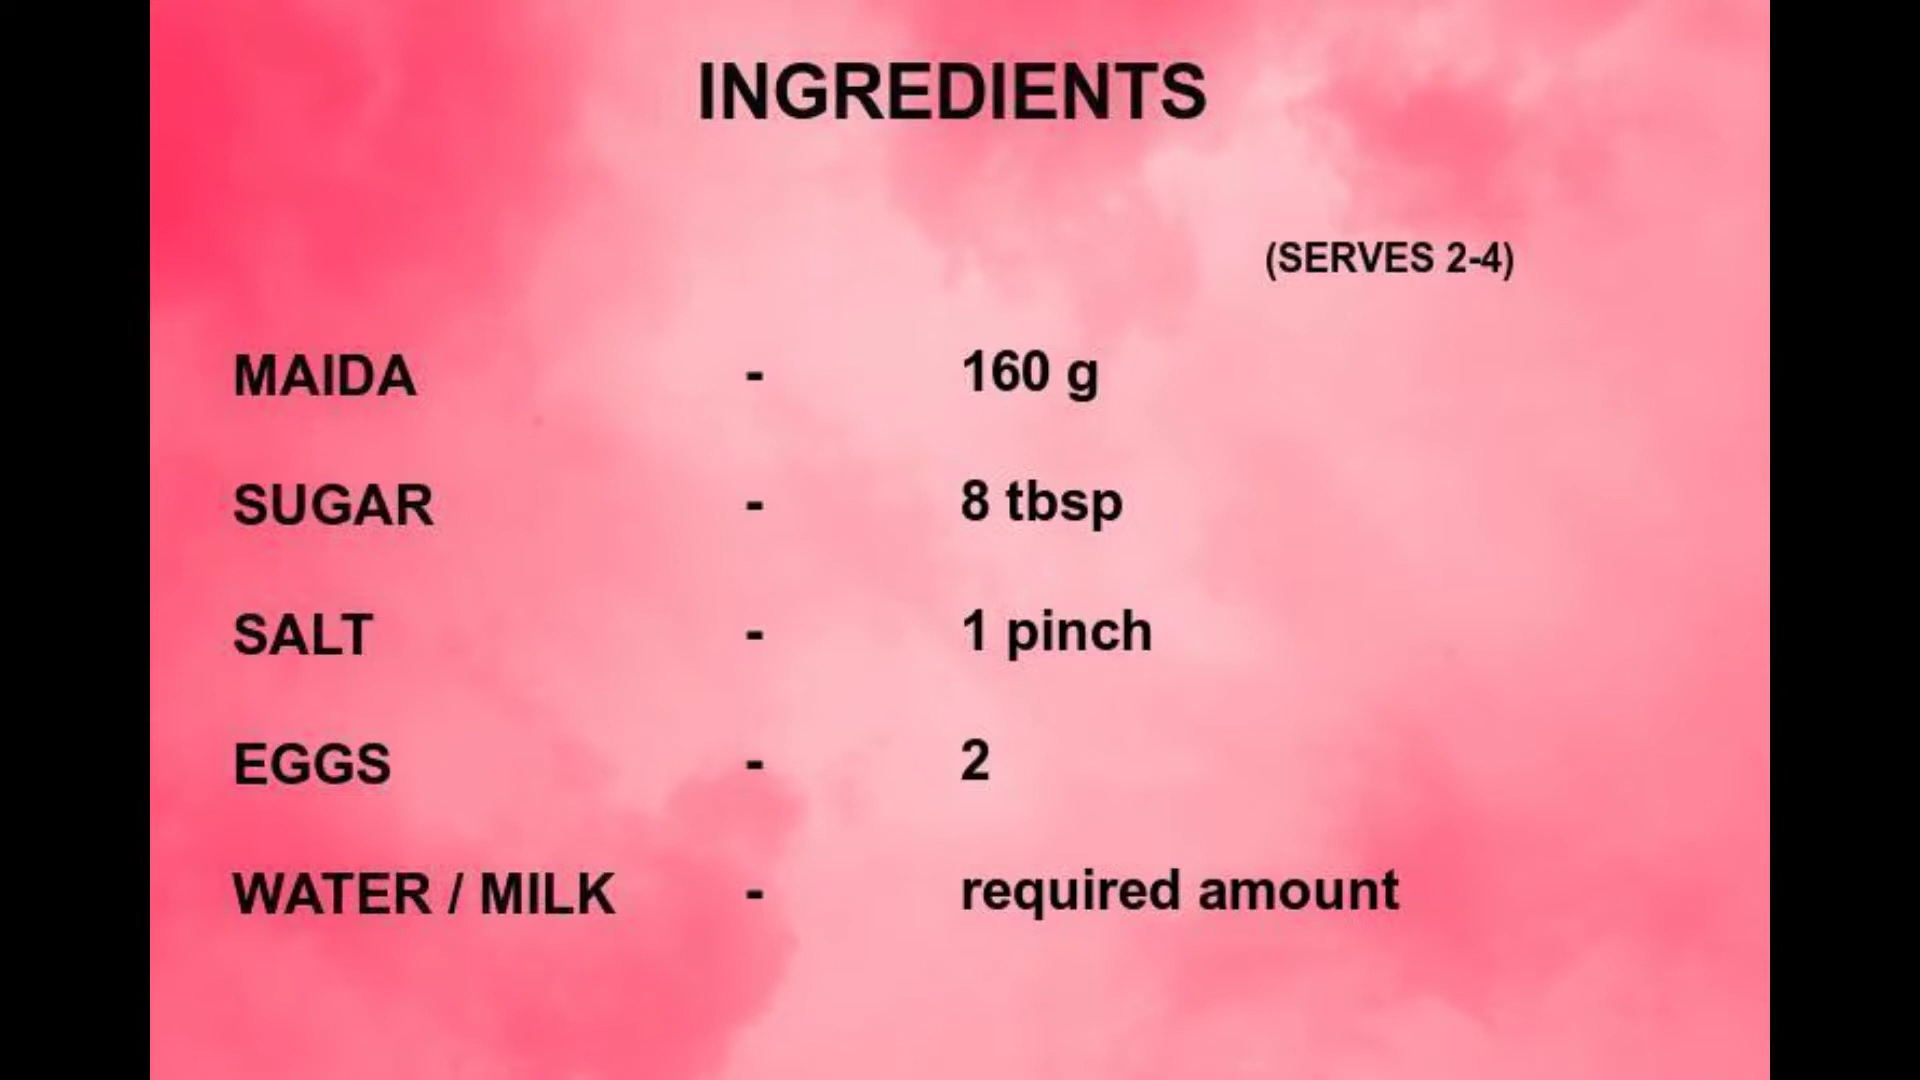 INGREDIENTS
(SERVES 2-4)
MAIDA - 160 g
SUGAR - 8 tbsp
SALT - 1 pinch
EGGS - 2
WATER / MILK - required amount